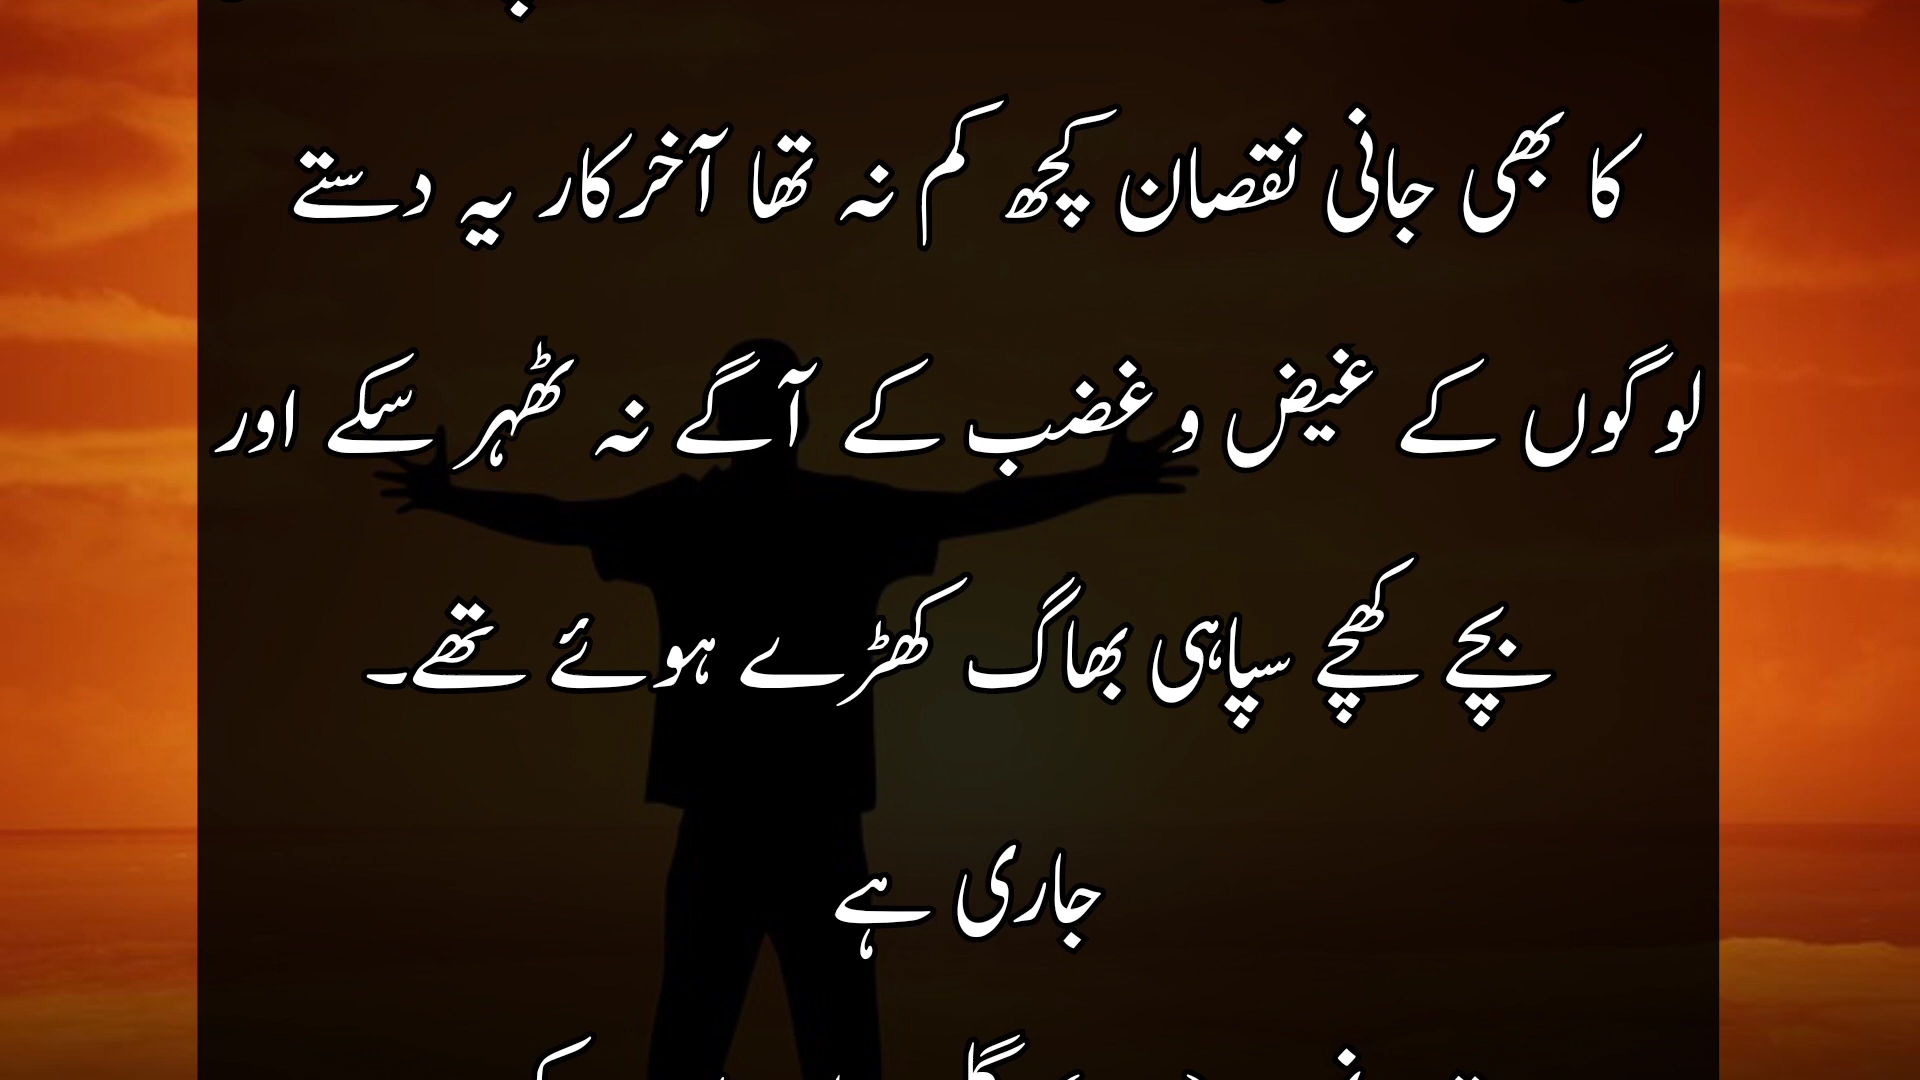 کا بھی جانی نقصان کچھ کم نہ تھا آخرکار یہ دستے
لوگوں کے غیض و غضب کے آگے نہ ٹھہر سکے اور
بچے کھچے سپاہی بھاگ کھڑے ہوئے تھے۔
جاری ہے